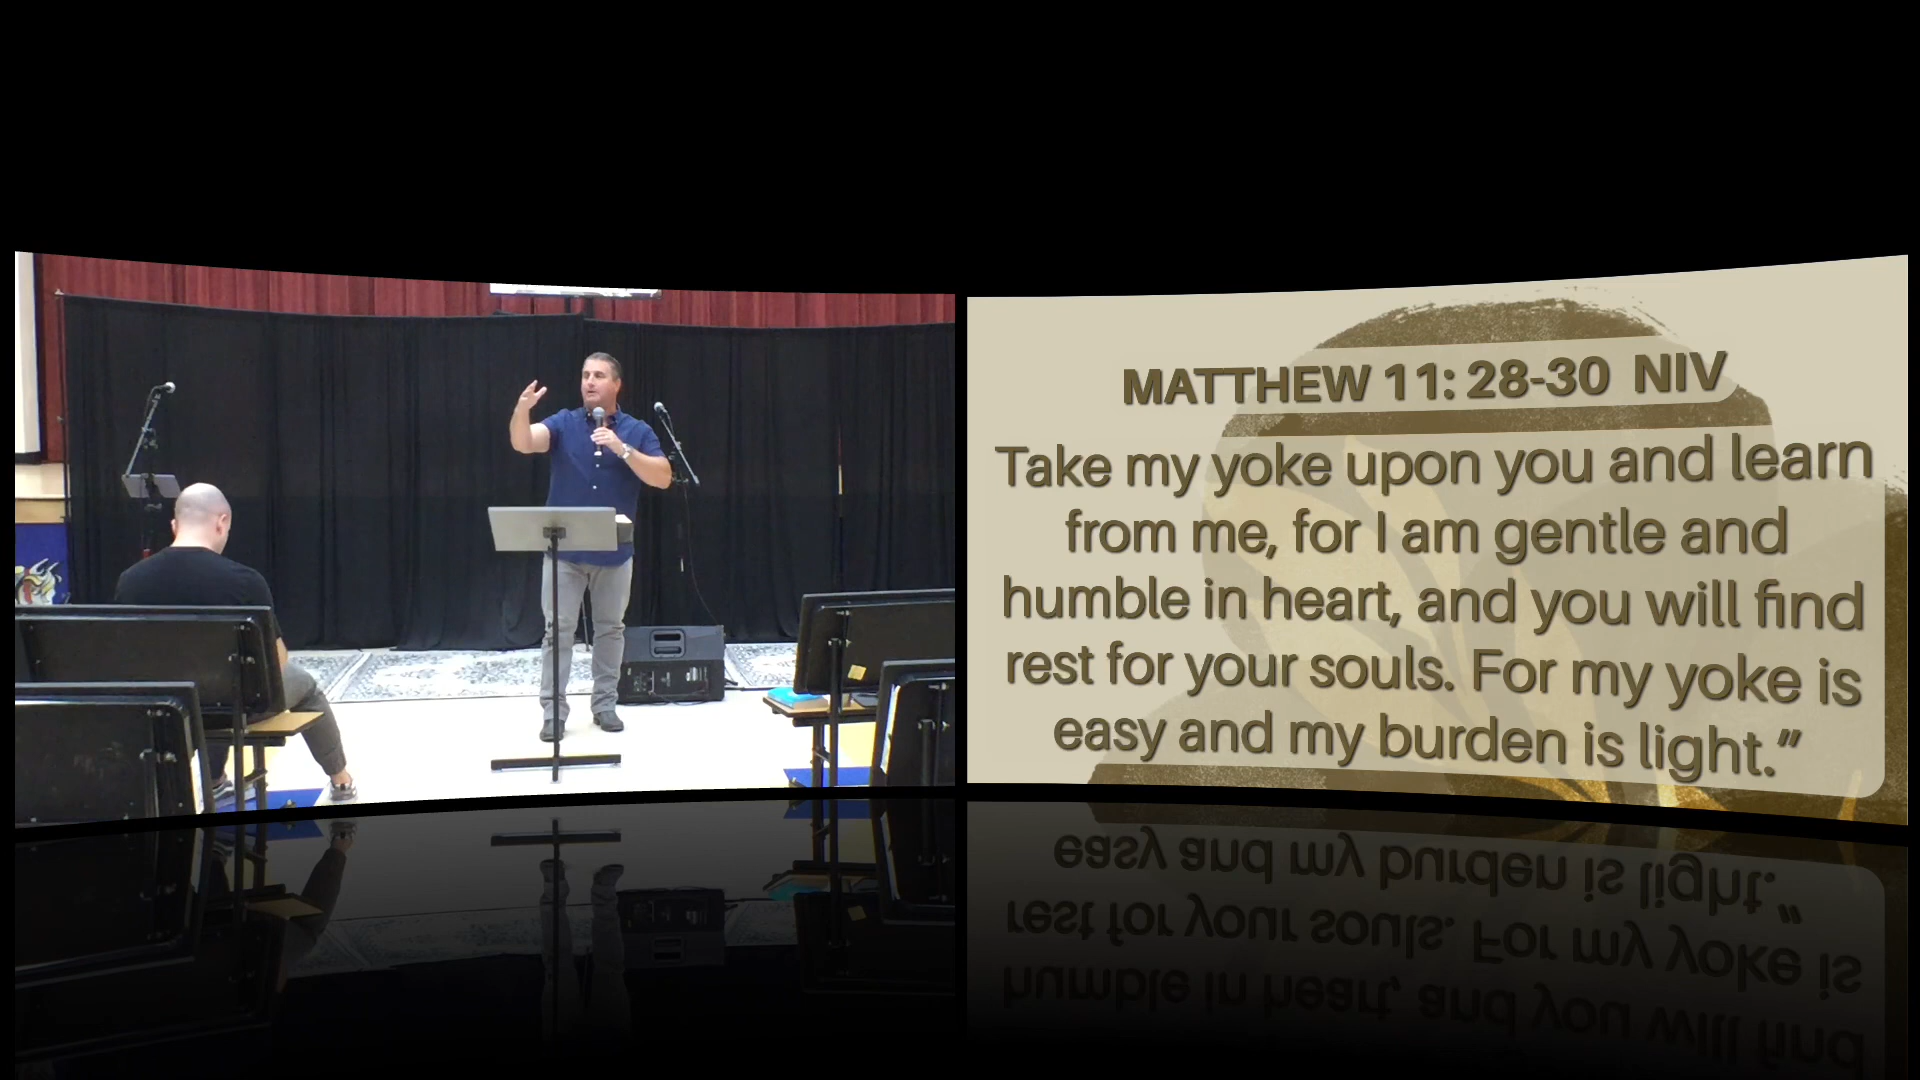 MATTHEW 11: 28-30 NIV
Take my yoke upon you and learn
from me, for I am gentle and
humble in heart, and you will find
rest for your souls. For my yoke is
easy and my burden is light.”